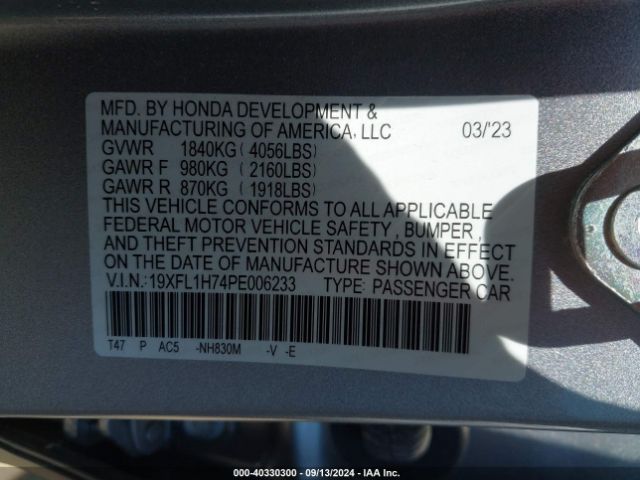 MFD. BY HONDA DEVELOPMENT &
MANUFACTURING OF AMERICA, LLC 03/'23
GVWR 1840KG (4056LBS)
GAWR F 980KG (2160LBS)
GAWR R 870KG (1918LBS)
THIS VEHICLE CONFORMS TO ALL APPLICABLE
FEDERAL MOTOR VEHICLE SAFETY, BUMPER,
AND THEFT PREVENTION STANDARDS IN EFFECT
ON THE DATE OF MANUFACTURE SHOWN ABOVE.
V.I.N.:19XFL1H74PE006233 TYPE: PASSENGER CAR
T47 P AC5 -NH830M -V -E
000-40330300 - 09/13/2024 - IAA Inc.